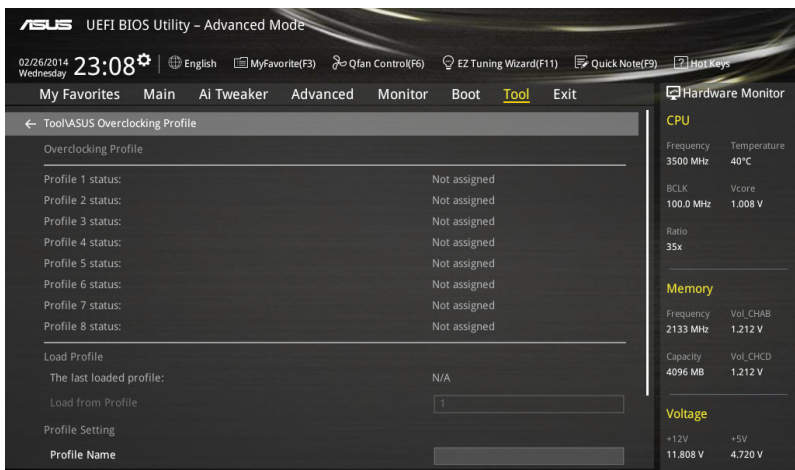 ASUS UEFI BIOS Utility – Advanced Mode
02/26/2014
Wednesday
23:08
English
MyFavorite(F3)
Qfan Control(F6)
EZ Tuning Wizard(F11)
Quick Note(F9)
? Hot Keys
My Favorites Main Ai Tweaker Advanced Monitor Boot Tool Exit
← Tool\ASUS Overclocking Profile
Overclocking Profile
Profile 1 status: Not assigned
Profile 2 status: Not assigned
Profile 3 status: Not assigned
Profile 4 status: Not assigned
Profile 5 status: Not assigned
Profile 6 status: Not assigned
Profile 7 status: Not assigned
Profile 8 status: Not assigned
Load Profile
The last loaded profile: N/A
Load from Profile 1
Profile Setting
Profile Name
Hardware Monitor
CPU
Frequency Temperature
3500 MHz 40°C
BCLK Vcore
100.0 MHz 1.008 V
Ratio
35x
Memory
Frequency Vol_CHAB
2133 MHz 1.212 V
Capacity Vol_CHCD
4096 MB 1.212 V
Voltage
+12V +5V
11.808 V 4.720 V